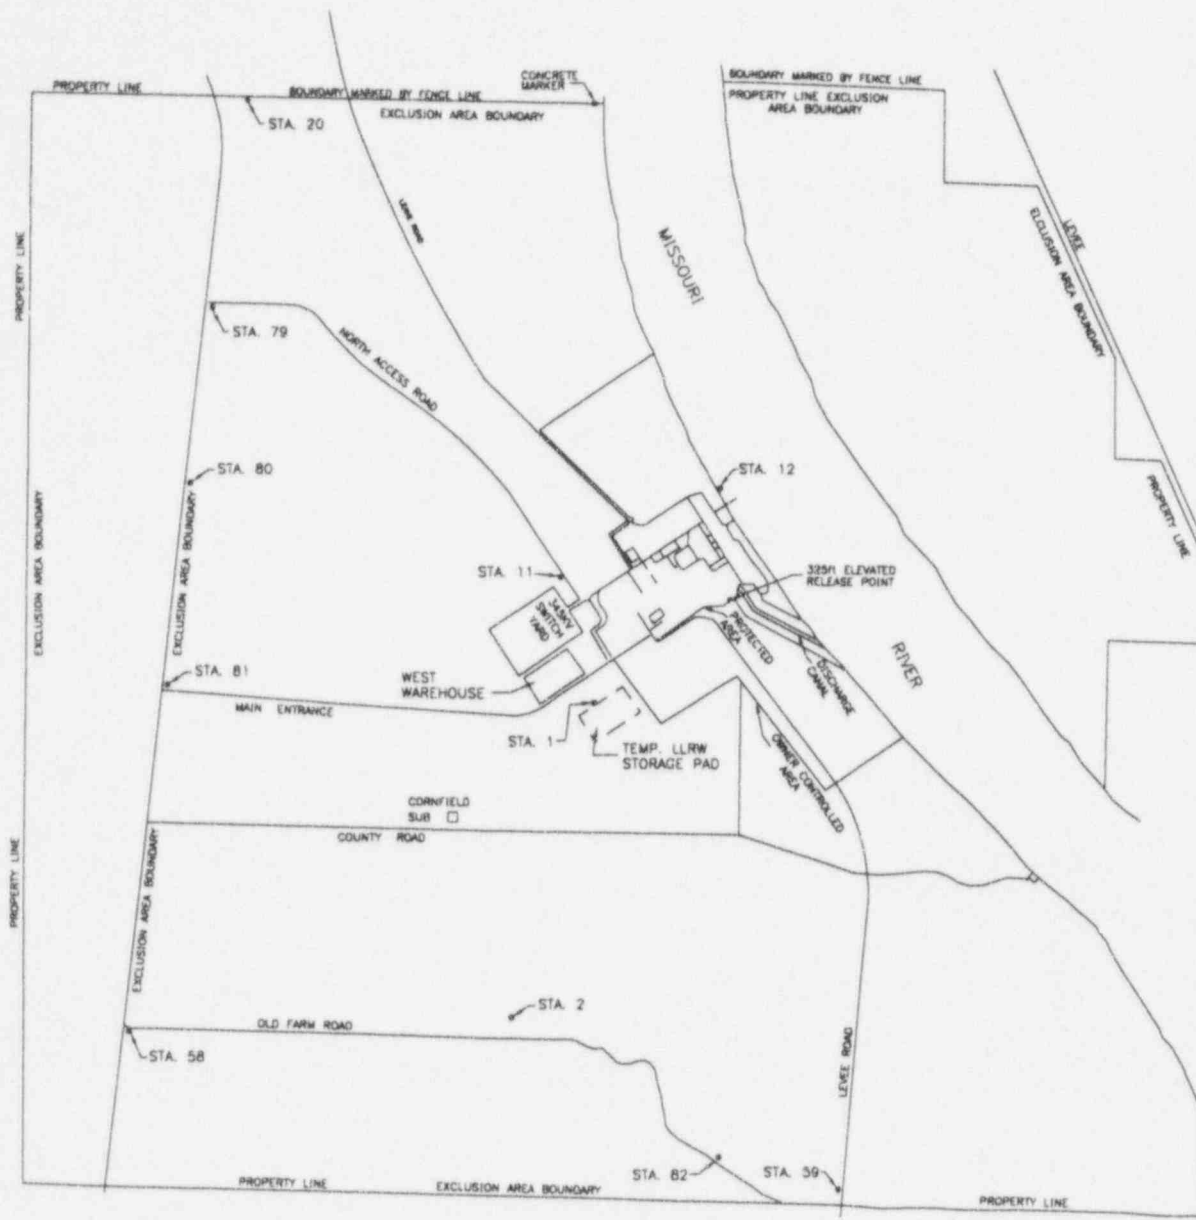 PROPERTY LINE
BOUNDARY MARKED BY FENCE LINE
CONCRETE
MARKER
EXCLUSION AREA BOUNDARY
STA. 20
BOUNDARY MARKED BY FENCE LINE
PROPERTY LINE EXCLUSION
AREA BOUNDARY
LEVEE ROAD
MISSOURI
LEVEE
ELCLUSION AREA BOUNDARY
PROPERTY LINE
STA. 79
NORTH ACCESS ROAD
STA. 80
STA. 12
PROPERTY LINE
EXCLUSION AREA BOUNDARY
EXCLUSION AREA BOUNDARY
STA. 11
345KV
SWITCH
YARD
325ft ELEVATED
RELEASE POINT
PROTECTED
AREA
DISCHARGE
CANAL
RIVER
STA. 81
WEST
WAREHOUSE
MAIN ENTRANCE
STA. 1
TEMP. LLRW
STORAGE PAD
OWNER CONTROLLED
AREA
CORNFIELD
SUB
COUNTY ROAD
PROPERTY LINE
EXCLUSION AREA BOUNDARY
STA. 2
OLD FARM ROAD
STA. 58
LEVEE ROAD
STA. 82
STA. 59
PROPERTY LINE
EXCLUSION AREA BOUNDARY
PROPERTY LINE